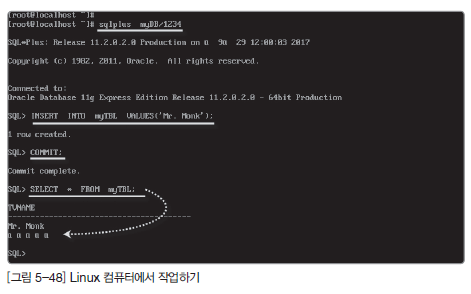 [root@localhost ~]#
[root@localhost ~]# sqlplus myDB/1234
SQL*Plus: Release 11.2.0.2.0 Production on ¤ 9¤ 29 12:00:03 2017
Copyright (c) 1982, 2011, Oracle. All rights reserved.
Connected to:
Oracle Database 11g Express Edition Release 11.2.0.2.0 - 64bit Production
SQL> INSERT INTO myTBL VALUES('Mr. Monk');
1 row created.
SQL> COMMIT;
Commit complete.
SQL> SELECT * FROM myTBL;
TVNAME
----------------------------------------
Mr. Monk
¤ ¤ ¤ ¤
SQL>
[그림 5-48] Linux 컴퓨터에서 작업하기